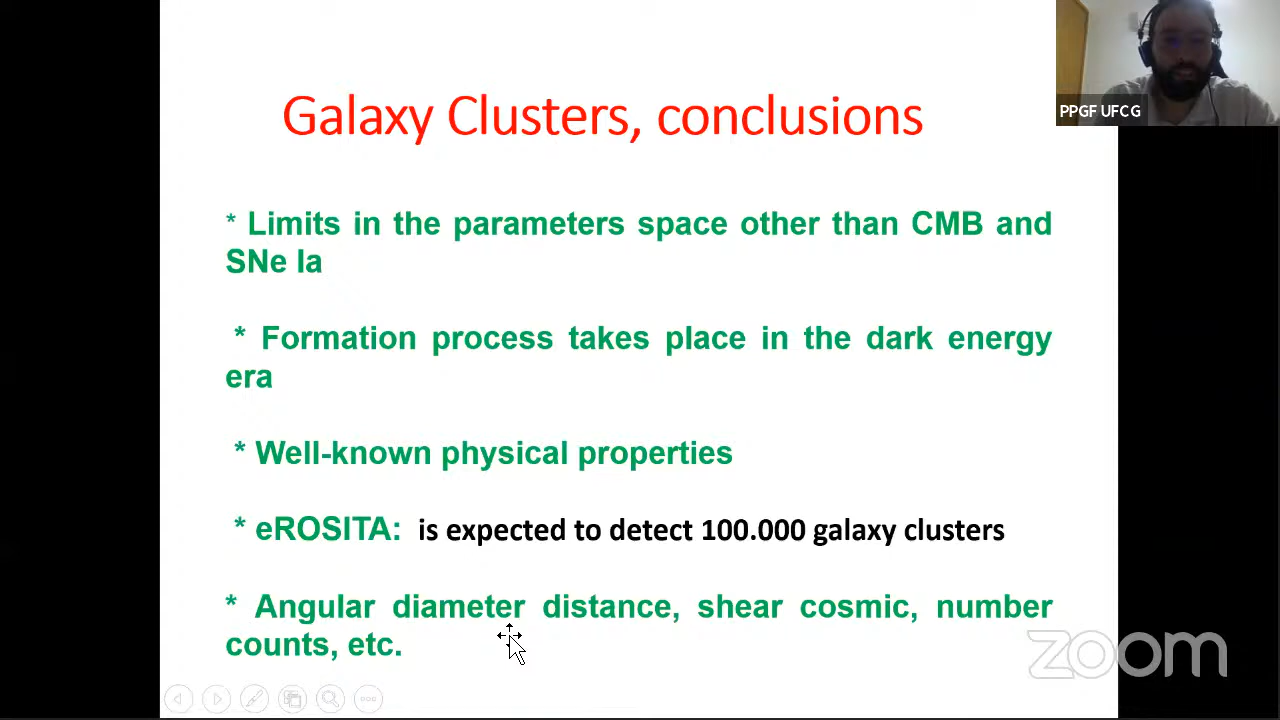 Galaxy Clusters, conclusions
PPGF UFCG
* Limits in the parameters space other than CMB and
SNe Ia
* Formation process takes place in the dark energy
era
* Well-known physical properties
* eROSITA: is expected to detect 100.000 galaxy clusters
* Angular diameter distance, shear cosmic, number
counts, etc.
zoom